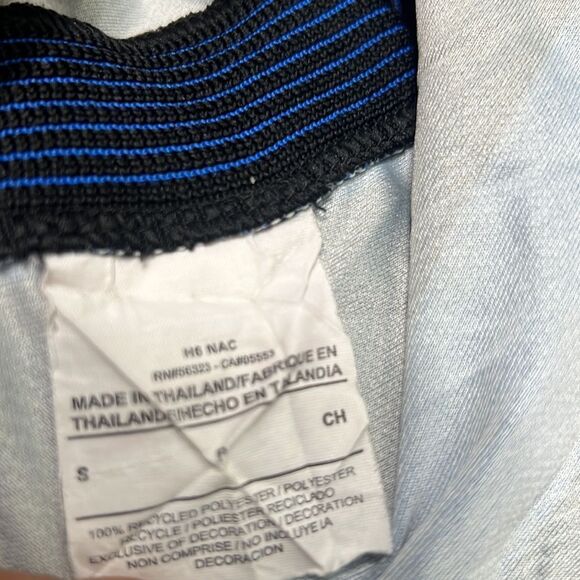 H6 NAC
RN#56323 - CA#05553
MADE IN THAILAND/FABRIQUE EN
THAILANDE/HECHO EN TAILANDIA
S P CH
100% RECYCLED POLYESTER / POLYESTER
RECYCLE / POLIESTER RECICLADO
EXCLUSIVE OF DECORATION / DECORATION
NON COMPRISE / NO INCLUYE LA
DECORACION